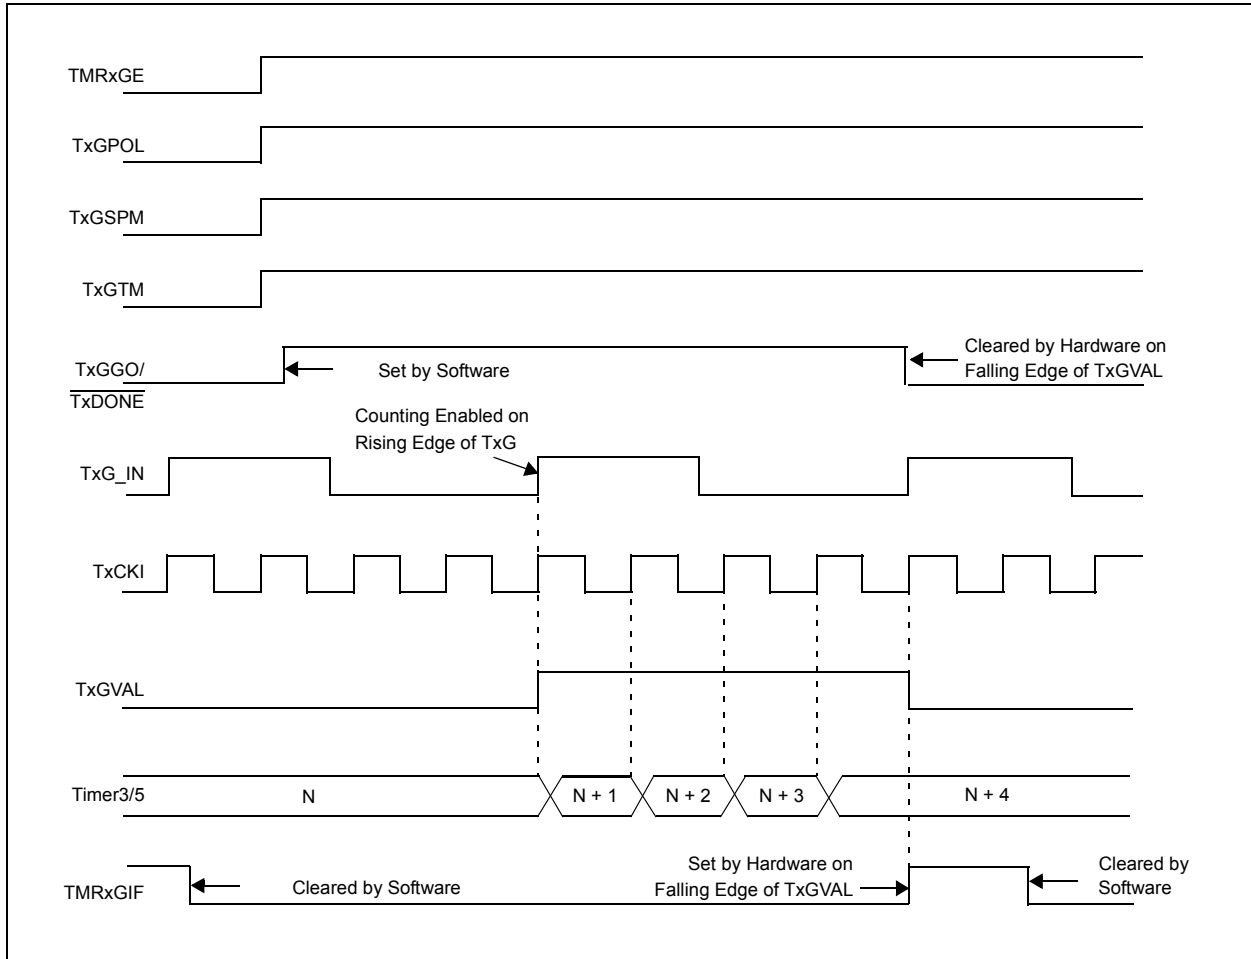 TMRxGE
TxGPOL
TxGSPM
TxGTM
TxGGO/
TxDONE
Set by Software
Cleared by Hardware on
Falling Edge of TxGVAL
Counting Enabled on
Rising Edge of TxG
TxG_IN
TxCKI
TxGVAL
Timer3/5
N
N + 1
N + 2
N + 3
N + 4
TMRxGIF
Cleared by Software
Set by Hardware on
Falling Edge of TxGVAL
Cleared by
Software